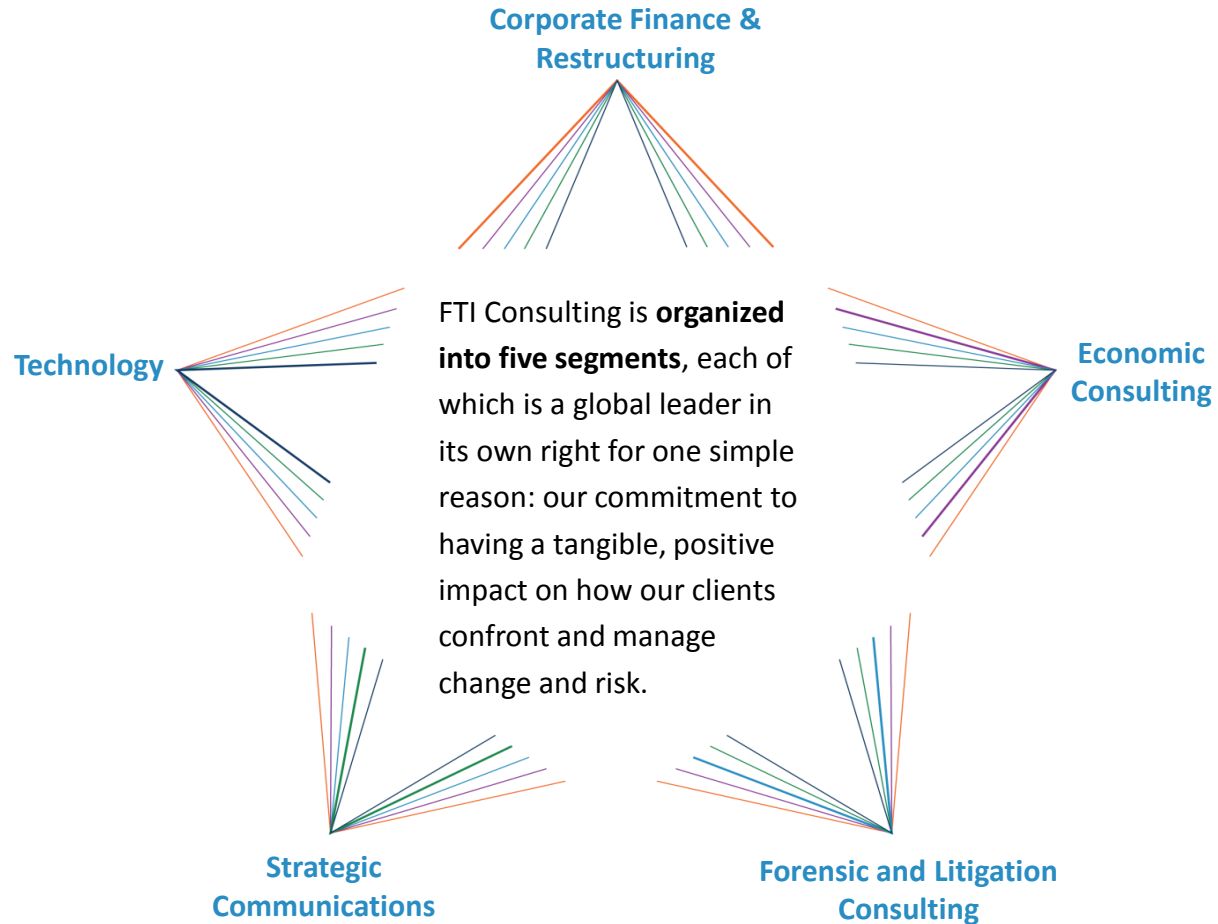 Corporate Finance &
Restructuring
Technology
FTI Consulting is organized
into five segments, each of
which is a global leader in
its own right for one simple
reason: our commitment to
having a tangible, positive
impact on how our clients
confront and manage
change and risk.
Economic
Consulting
Strategic
Communications
Forensic and Litigation
Consulting